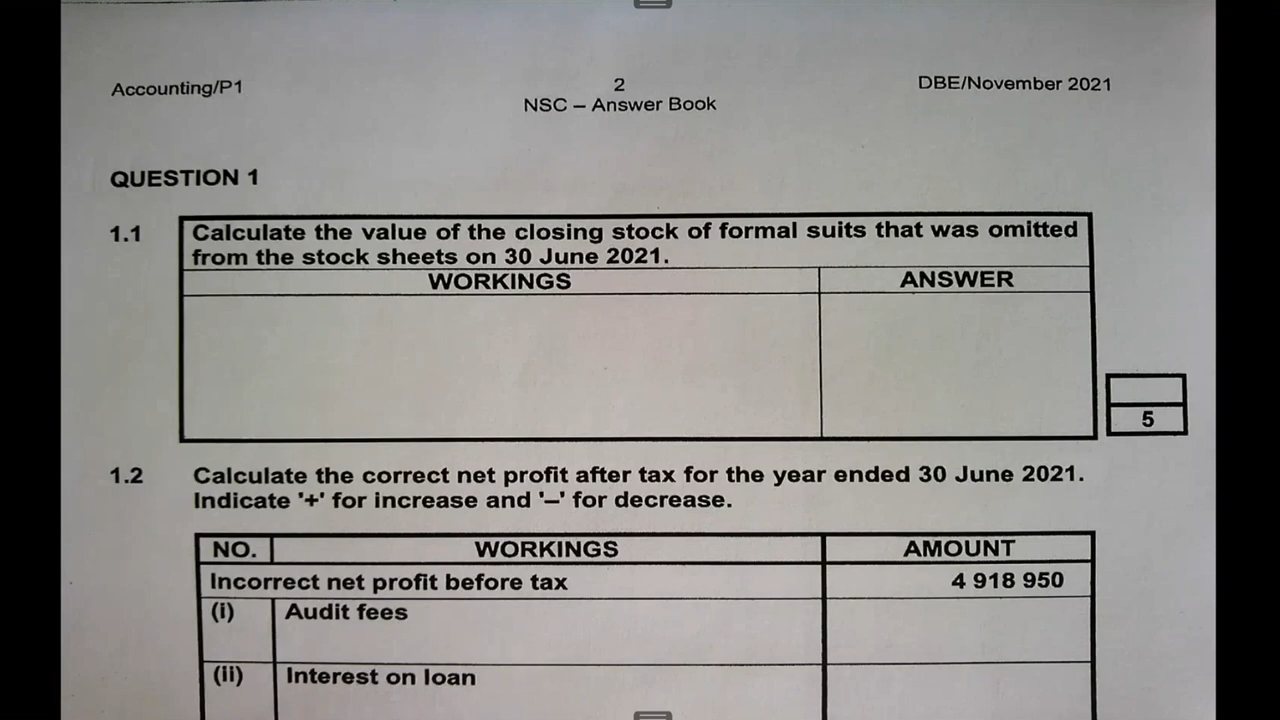 Accounting/P1
2
DBE/November 2021
NSC – Answer Book
QUESTION 1
1.1
Calculate the value of the closing stock of formal suits that was omitted
from the stock sheets on 30 June 2021.
WORKINGS
ANSWER
5
1.2
Calculate the correct net profit after tax for the year ended 30 June 2021.
Indicate '+' for increase and '–' for decrease.
NO.
WORKINGS
AMOUNT
Incorrect net profit before tax
4 918 950
(i)
Audit fees
(ii)
Interest on loan